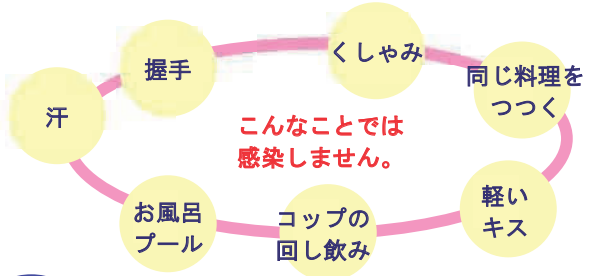 くしゃみ
握手
同じ料理を
つつく
汗
こんなことでは
感染しません。
軽い
キス
お風呂
プール
コップの
回し飲み